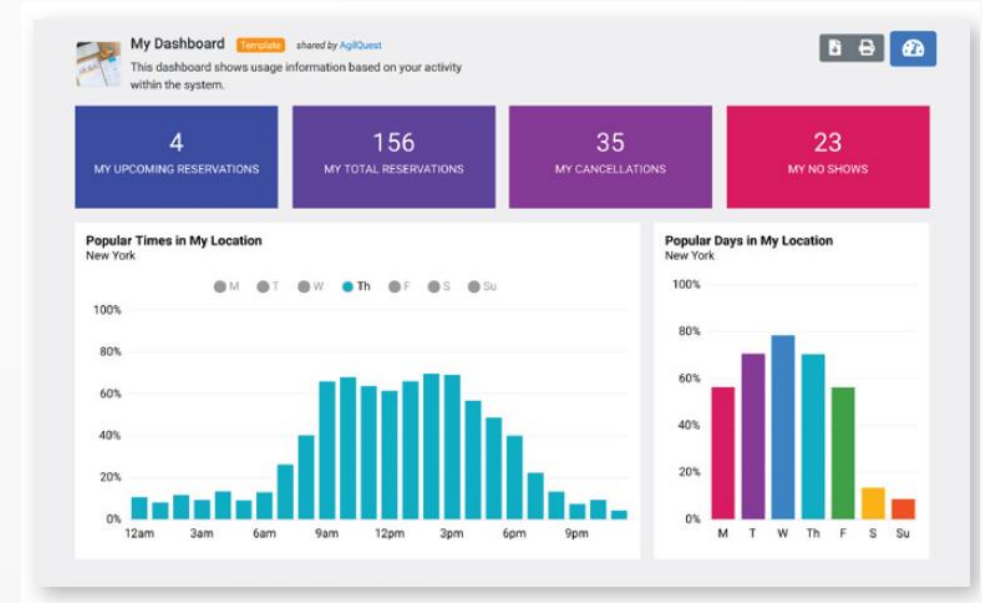 My Dashboard Template shared by AgilQuest
This dashboard shows usage information based on your activity
within the system.
4
MY UPCOMING RESERVATIONS
156
MY TOTAL RESERVATIONS
35
MY CANCELLATIONS
23
MY NO SHOWS
Popular Times in My Location
New York
M T W Th F S Su
100%
80%
60%
40%
20%
0%
12am 3am 6am 9am 12pm 3pm 6pm 9pm
Popular Days in My Location
New York
100%
80%
60%
40%
20%
0%
M T W Th F S Su